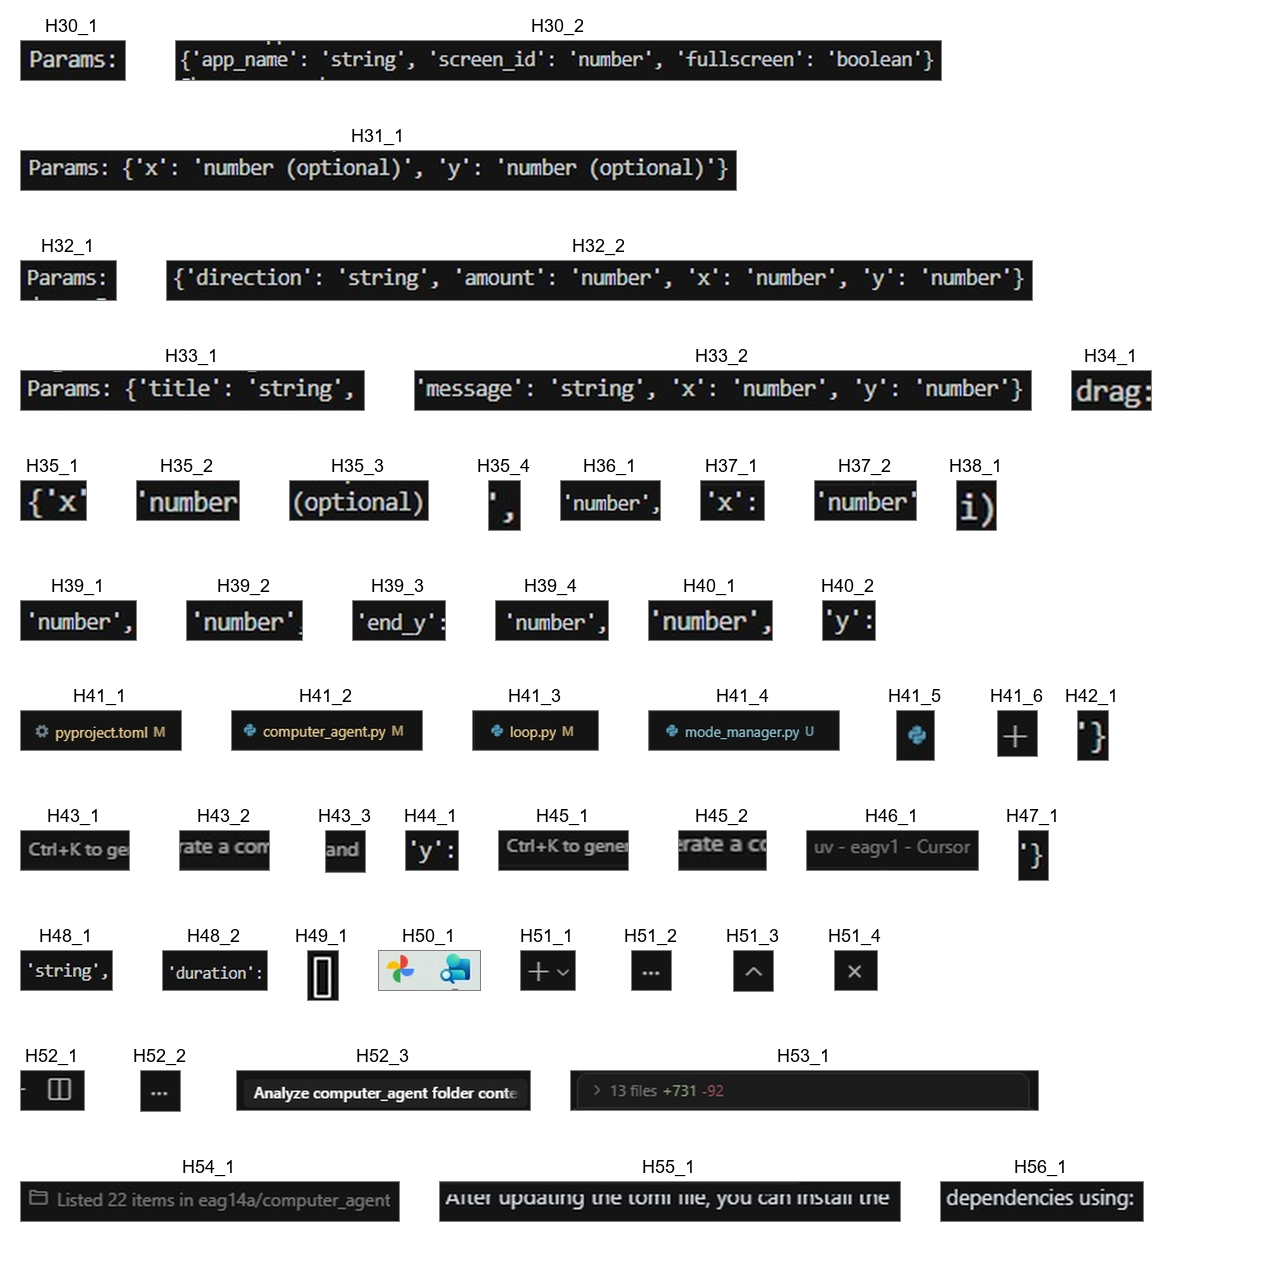 H30_1 H30_2
Params: {'app_name': 'string', 'screen_id': 'number', 'fullscreen': 'boolean'}
H31_1
Params: {'x': 'number (optional)', 'y': 'number (optional)'}
H32_1 H32_2
Params: {'direction': 'string', 'amount': 'number', 'x': 'number', 'y': 'number'}
H33_1 H33_2 H34_1
Params: {'title': 'string', 'message': 'string', 'x': 'number', 'y': 'number'} drag:
H35_1 H35_2 H35_3 H35_4 H36_1 H37_1 H37_2 H38_1
{'x' 'number (optional) ', 'number', 'x': 'number' i)
H39_1 H39_2 H39_3 H39_4 H40_1 H40_2
'number', 'number', 'end_y': 'number', 'number', 'y':
H41_1 H41_2 H41_3 H41_4 H41_5 H41_6 H42_1
pyproject.toml M computer_agent.py M loop.py M mode_manager.py U + '}
H43_1 H43_2 H43_3 H44_1 H45_1 H45_2 H46_1 H47_1
Ctrl+K to ge rate a com and 'y': Ctrl+K to gener erate a co uv - eagv1 - Cursor '}
H48_1 H48_2 H49_1 H50_1 H51_1 H51_2 H51_3 H51_4
'string', 'duration': ...
H52_1 H52_2 H52_3 H53_1
... Analyze computer_agent folder conte > 13 files +731 -92
H54_1 H55_1 H56_1
Listed 22 items in eag14a/computer_agent After updating the toml file, you can install the dependencies using: